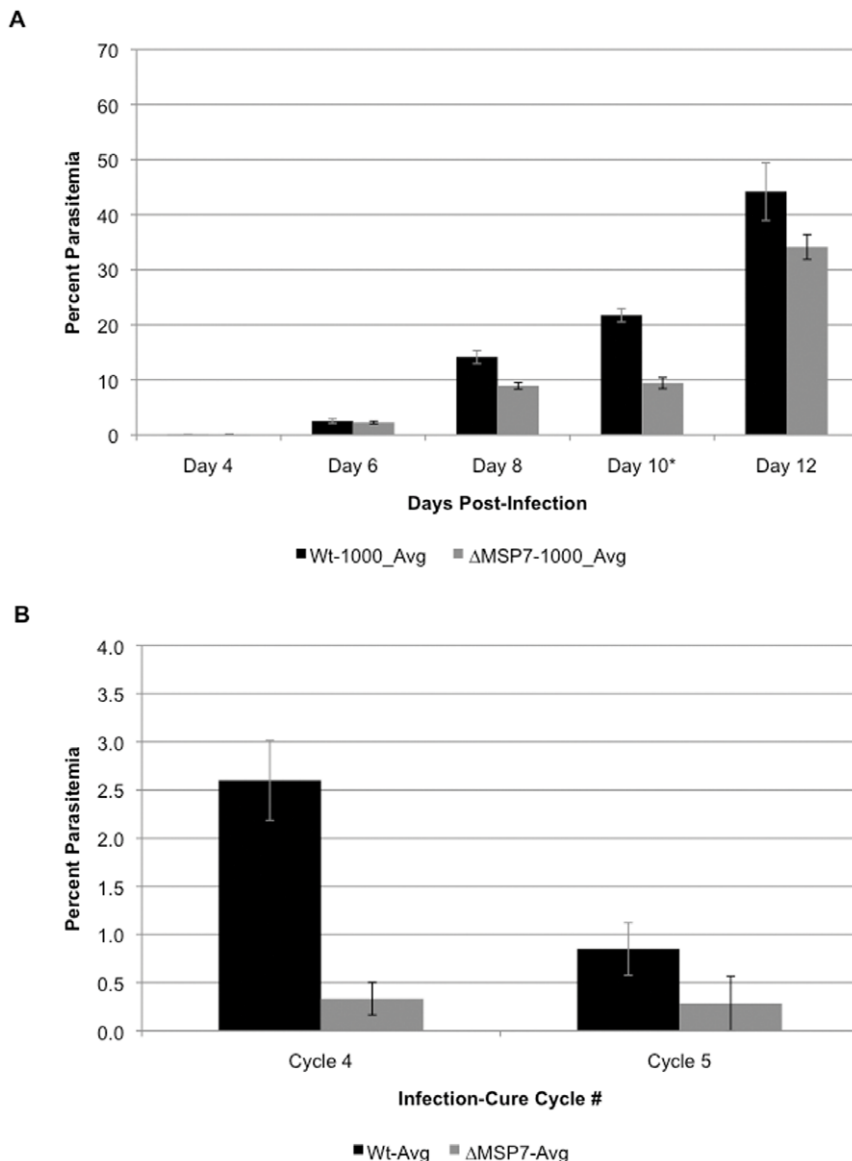 A
70
60
50
40
30
20
10
0
Percent Parasitemia
Day 4 Day 6 Day 8 Day 10* Day 12
Days Post-Infection
Wt-1000_Avg ΔMSP7-1000_Avg
B
4.0
3.5
3.0
2.5
2.0
1.5
1.0
0.5
0.0
Percent Parasitemia
Cycle 4 Cycle 5
Infection-Cure Cycle #
Wt-Avg ΔMSP7-Avg